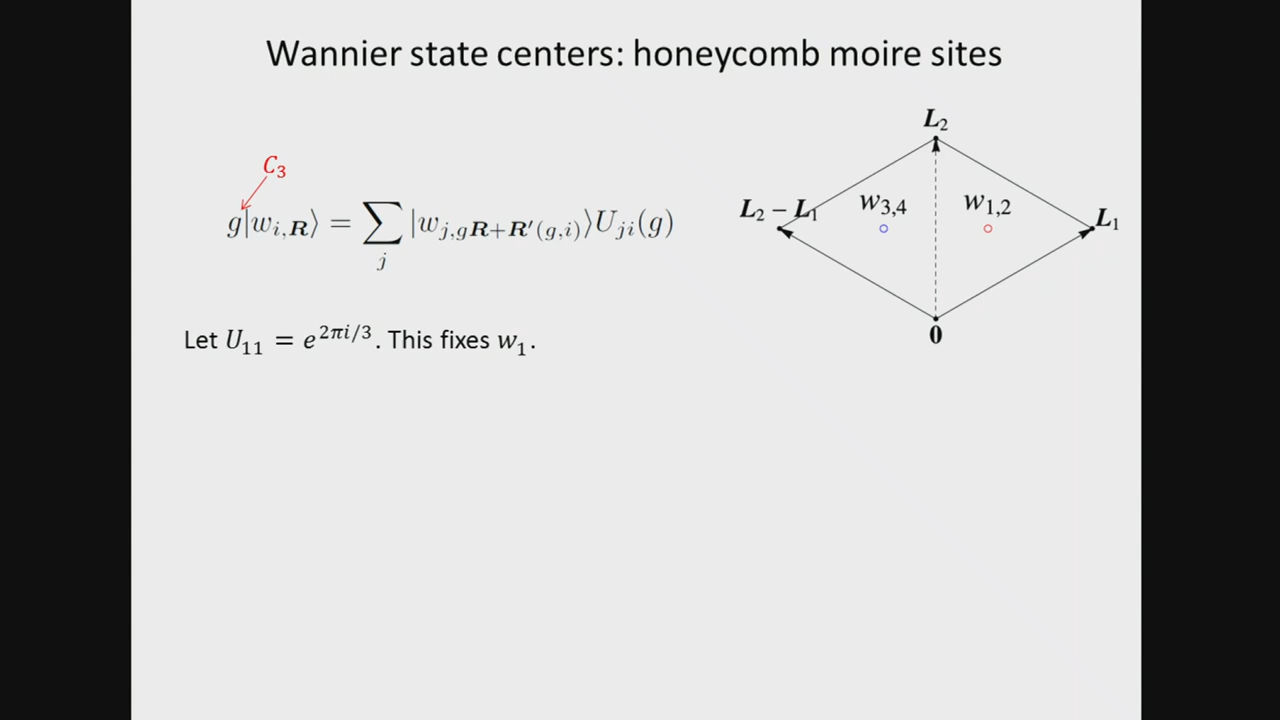 Wannier state centers: honeycomb moire sites
C₃
g|w_{i,R}⟩ = ∑_j |w_{j,gR+R′(g,i)}⟩U_{ji}(g)
Let U₁₁ = e^{2πi/3}. This fixes w₁.
L₂
L₂ − L₁
w₃,₄
w₁,₂
L₁
0